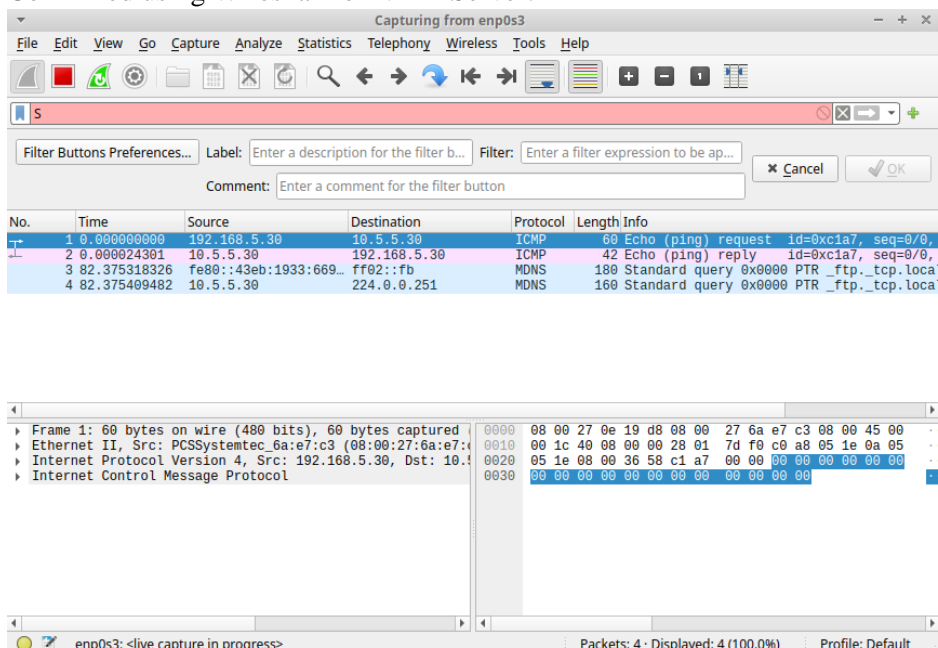 Capturing from enp0s3
File Edit View Go Capture Analyze Statistics Telephony Wireless Tools Help
S
Filter Buttons Preferences... Label: Enter a description for the filter b... Filter: Enter a filter expression to be ap...
Cancel OK
Comment: Enter a comment for the filter button
No. Time Source Destination Protocol Length Info
1 0.000000000 192.168.5.30 10.5.5.30 ICMP 60 Echo (ping) request id=0xc1a7, seq=0/0,
2 0.000024301 10.5.5.30 192.168.5.30 ICMP 42 Echo (ping) reply id=0xc1a7, seq=0/0,
3 82.375318326 fe80::43eb:1933:669… ff02::fb MDNS 180 Standard query 0x0000 PTR _ftp._tcp.loca
4 82.375409482 10.5.5.30 224.0.0.251 MDNS 160 Standard query 0x0000 PTR _ftp._tcp.loca
Frame 1: 60 bytes on wire (480 bits), 60 bytes captured 0000 08 00 27 0e 19 d8 08 00 27 6a e7 c3 08 00 45 00
Ethernet II, Src: PCSSystemtec_6a:e7:c3 (08:00:27:6a:e7: 0010 00 1c 40 08 00 00 28 01 7d f0 c0 a8 05 1e 0a 05
Internet Protocol Version 4, Src: 192.168.5.30, Dst: 10. 0020 05 1e 08 00 36 58 c1 a7 00 00 00 00 00 00 00 00
Internet Control Message Protocol 0030 00 00 00 00 00 00 00 00 00 00 00 00
enp0s3: <live capture in progress> Packets: 4 · Displayed: 4 (100.0%) Profile: Default